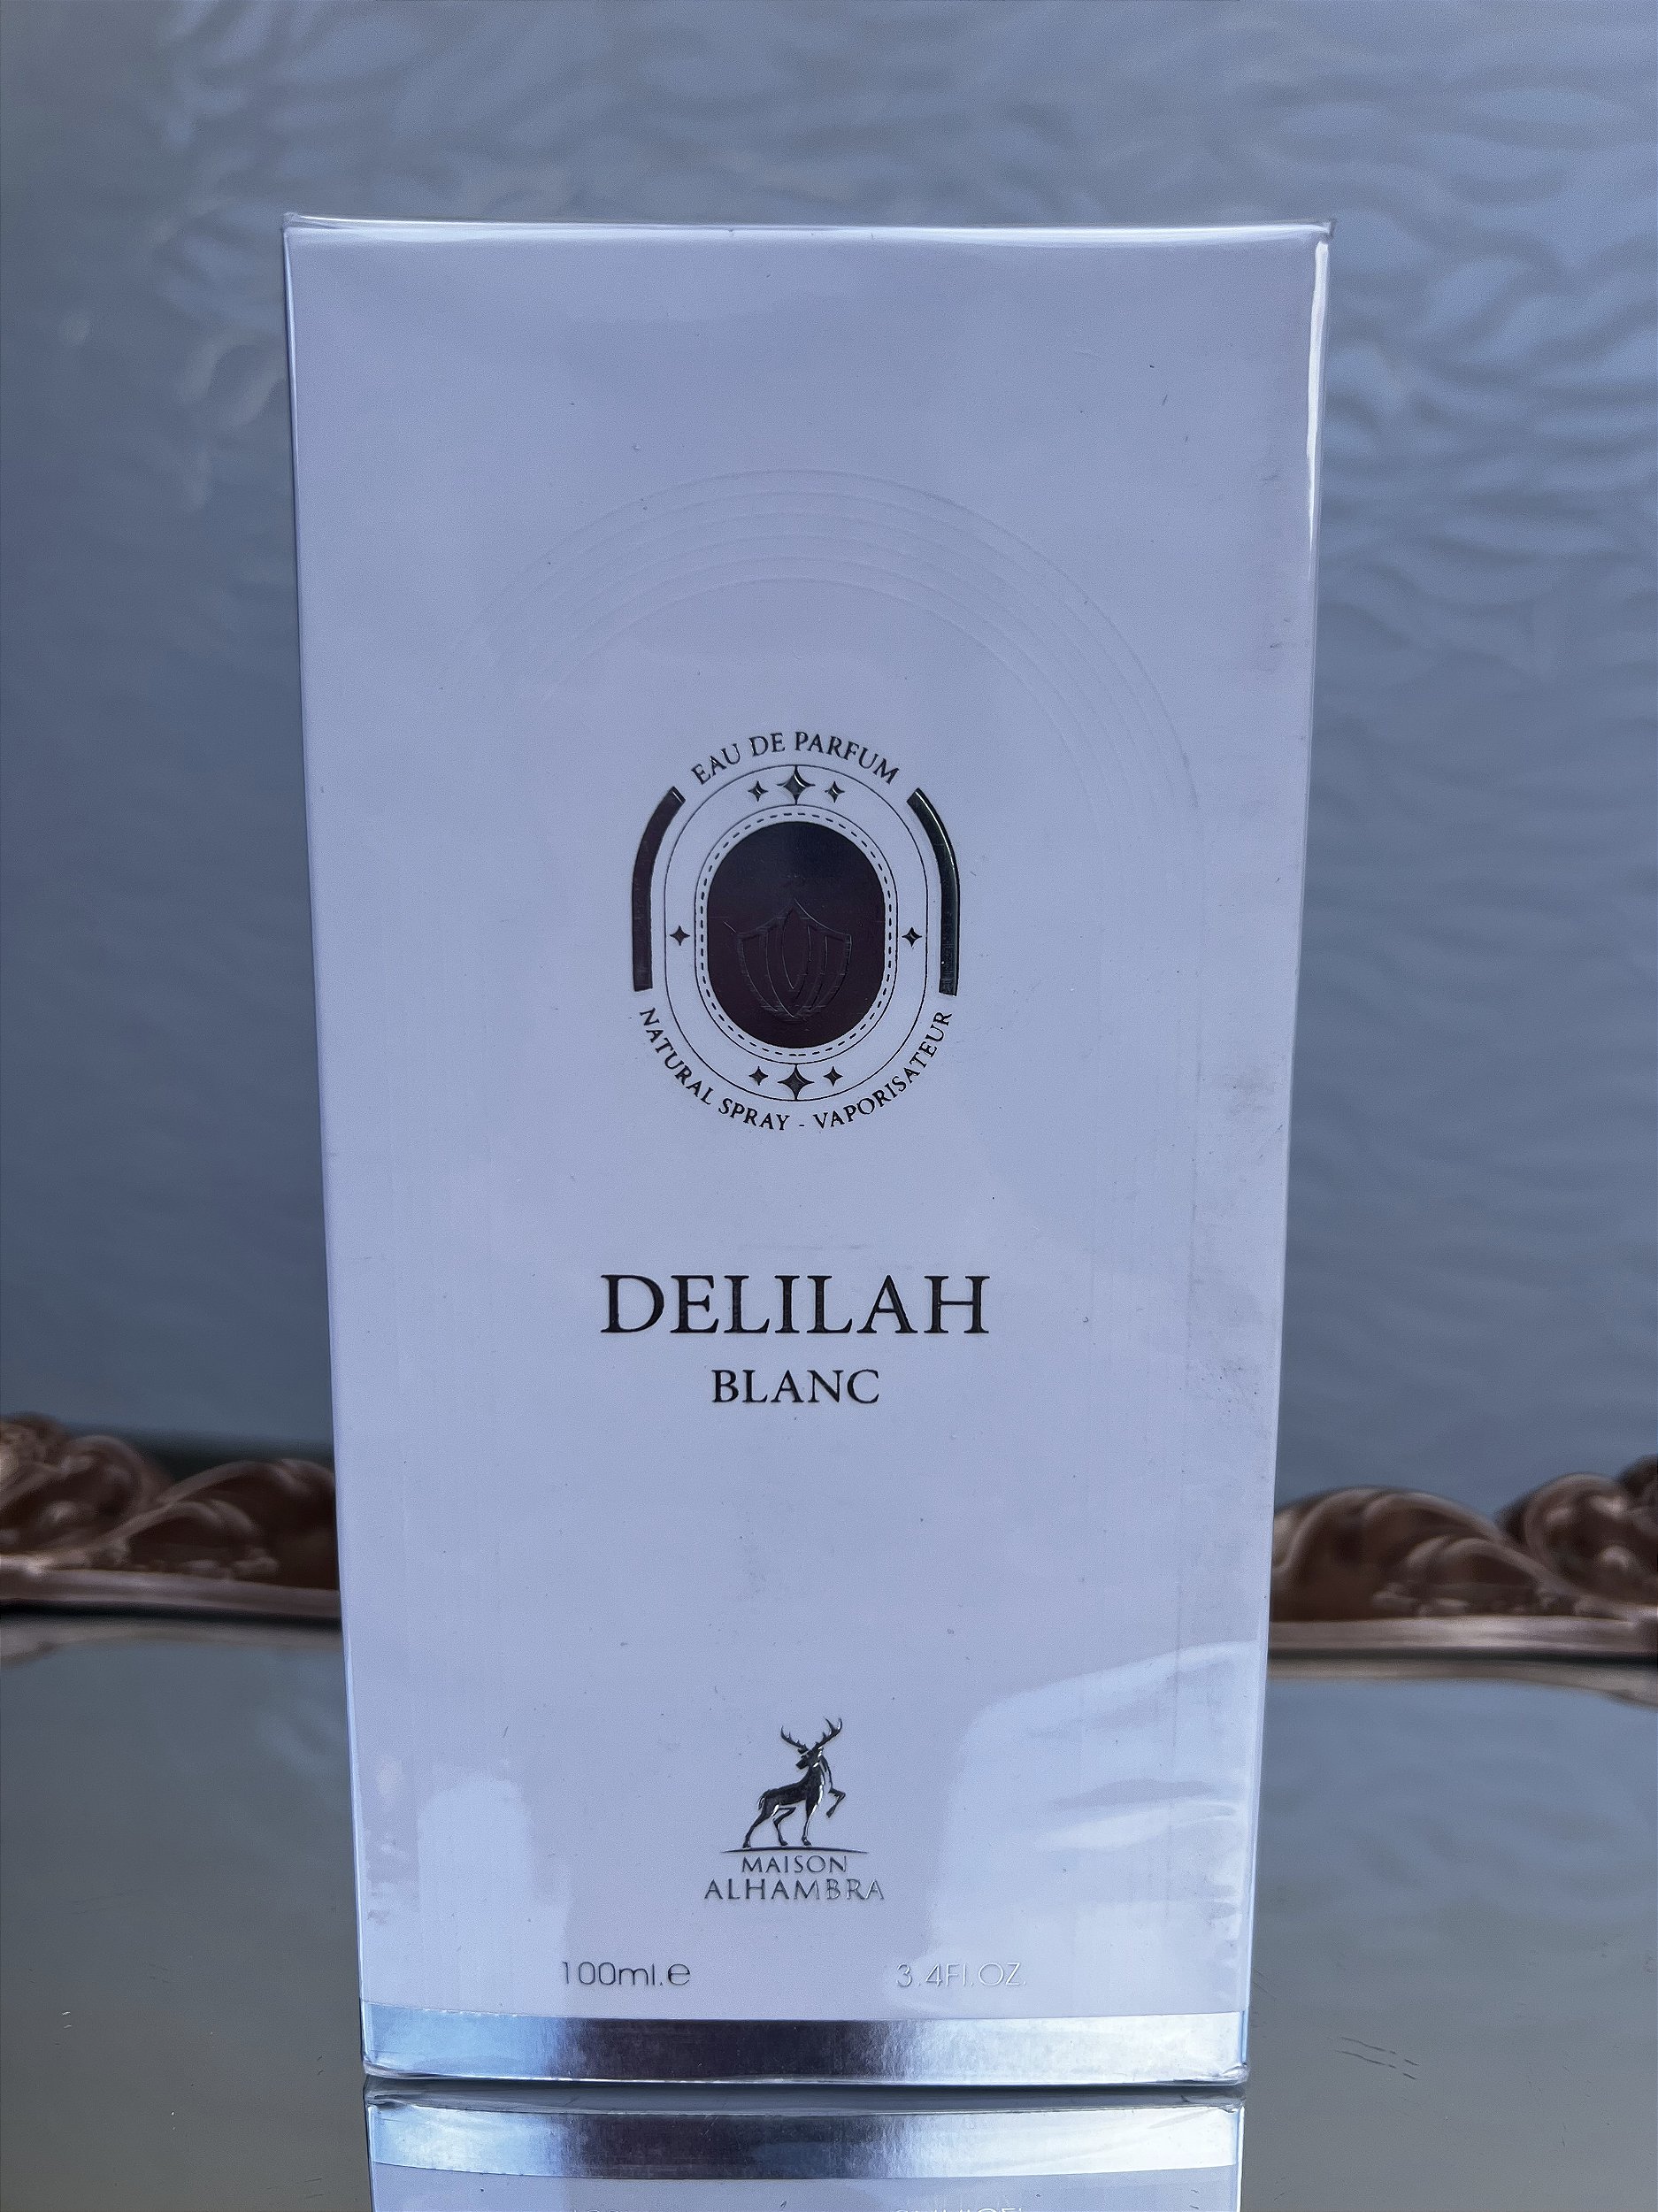 EAU DE PARFUM
NATURAL SPRAY - VAPORISATEUR
DELILAH
BLANC
MAISON
ALHAMBRA
100ml.e 3.4Fl.OZ.